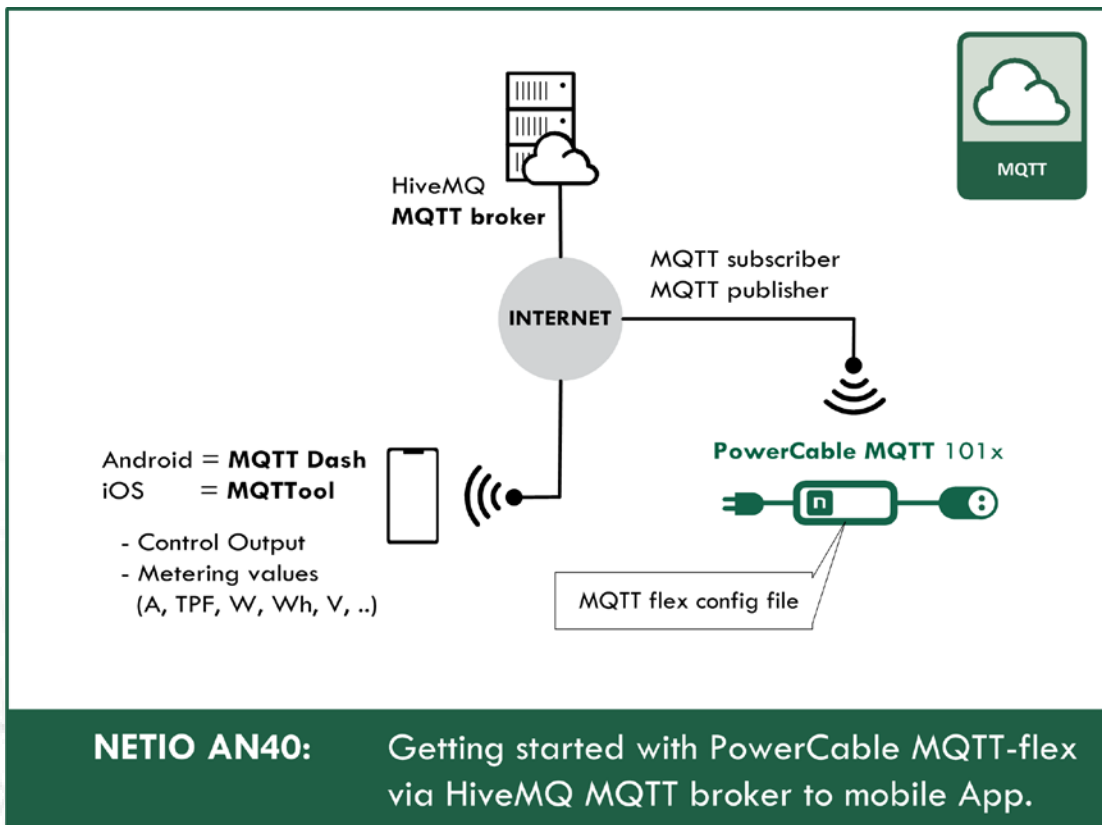 MQTT
HiveMQ
MQTT broker
MQTT subscriber
MQTT publisher
INTERNET
Android = MQTT Dash
iOS = MQTTool
- Control Output
- Metering values
(A, TPF, W, Wh, V, ..)
PowerCable MQTT 101x
n
MQTT flex config file
NETIO AN40: Getting started with PowerCable MQTT-flex
via HiveMQ MQTT broker to mobile App.